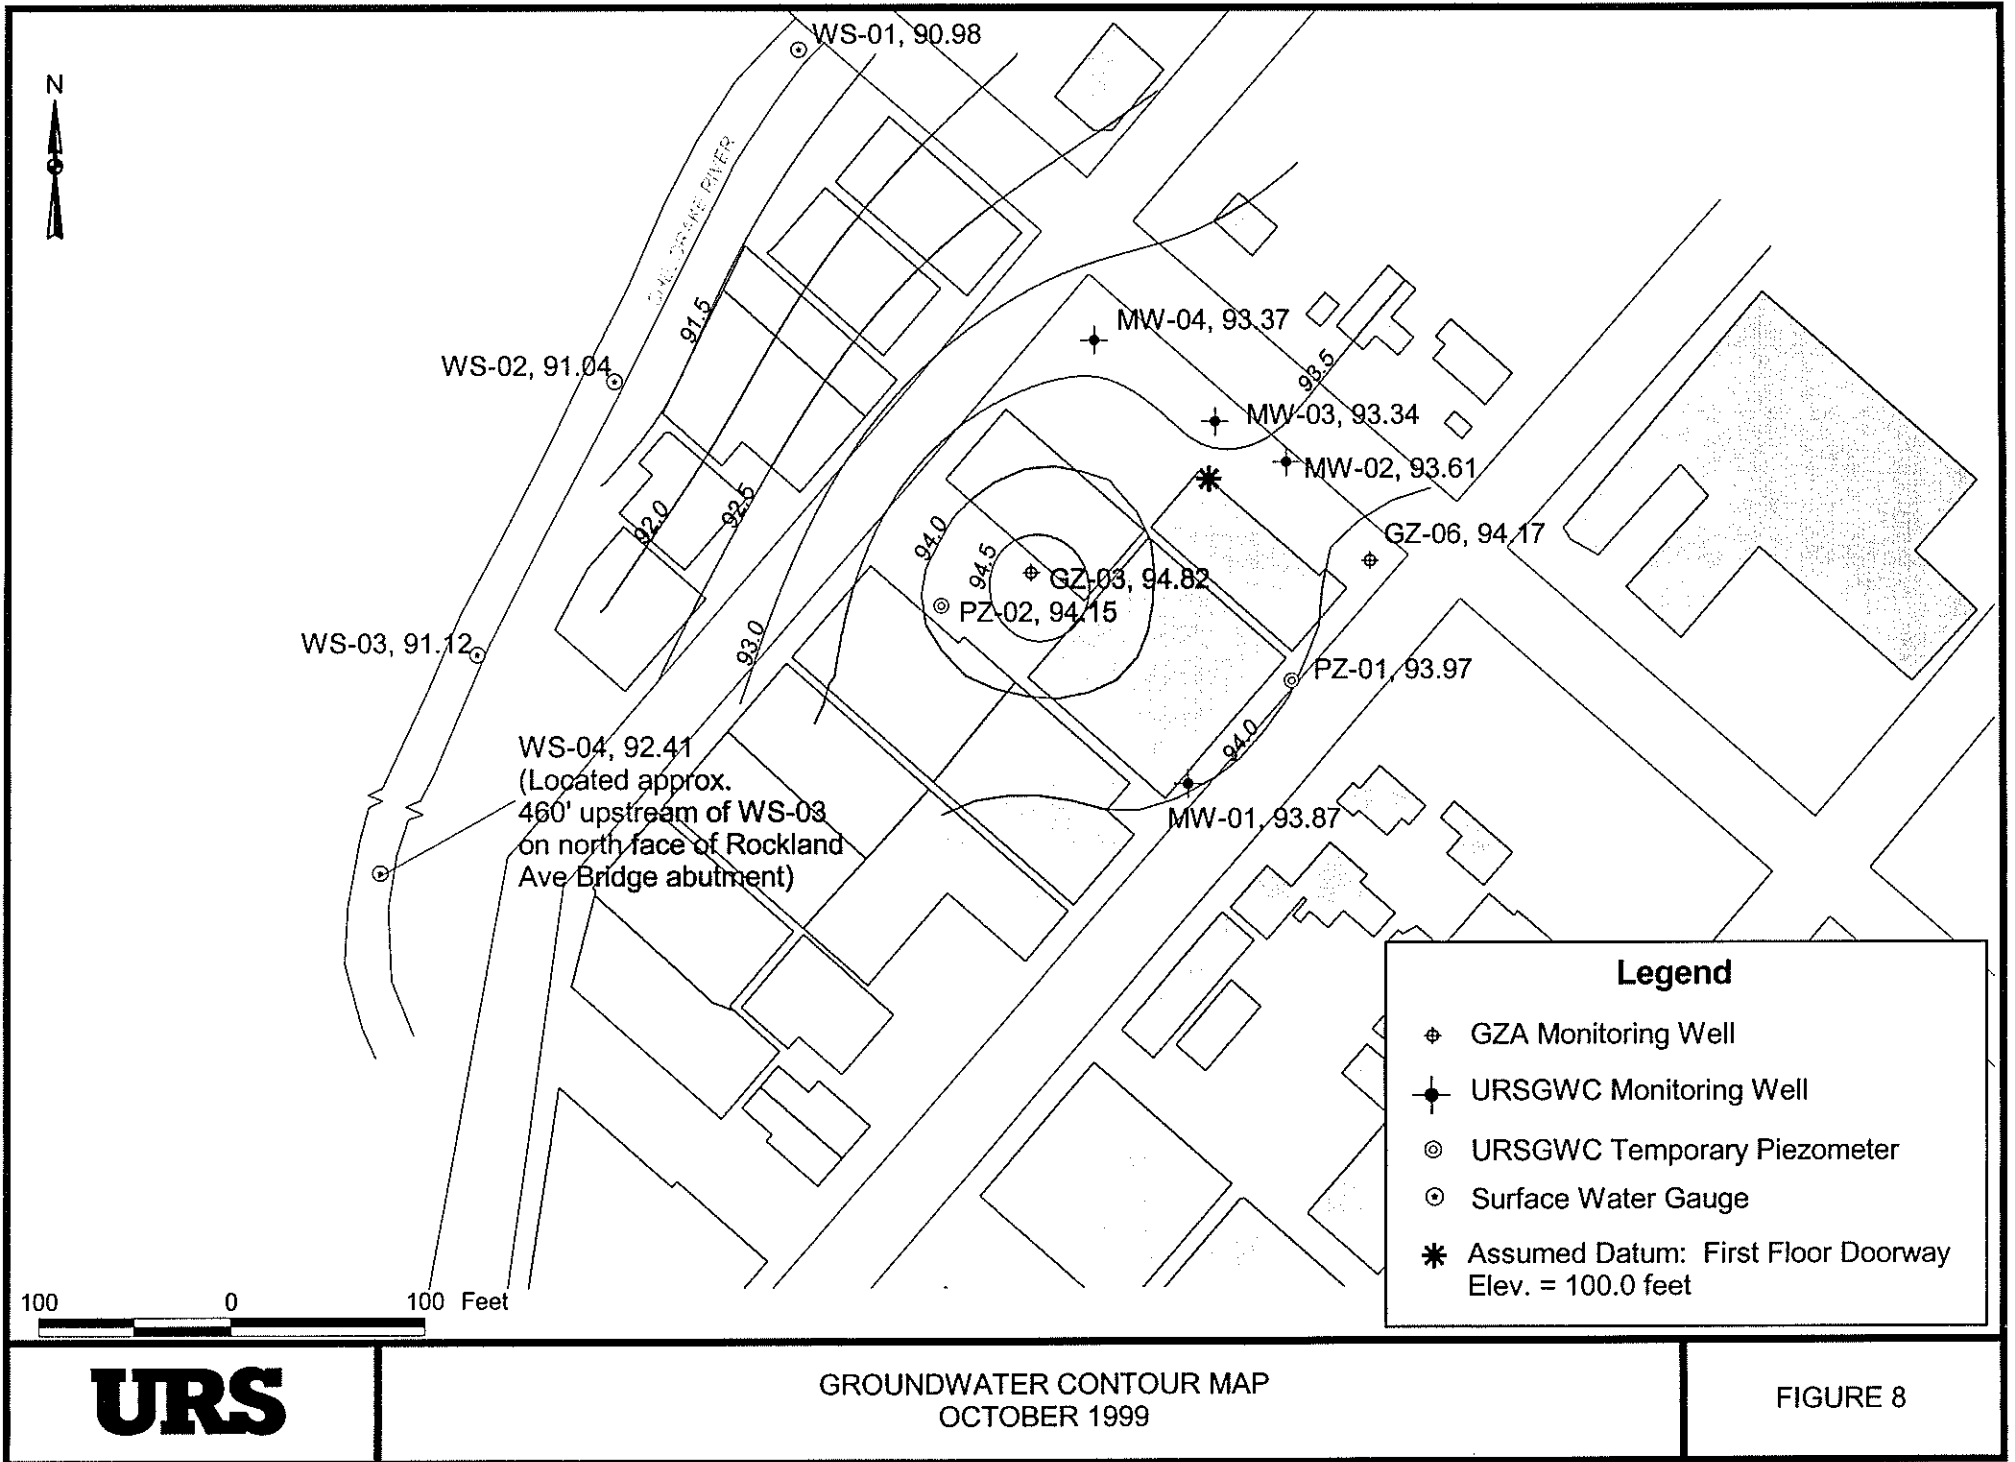 WS-01, 90.98
N
SHELDRAKE RIVER
91.5
MW-04, 93.37
WS-02, 91.04
93.5
MW-03, 93.34
MW-02, 93.61
92.0
92.5
94.0
94.5
GZ-06, 94.17
GZ-03, 94.82
PZ-02, 94.15
WS-03, 91.12
93.0
PZ-01, 93.97
94.0
WS-04, 92.41
(Located approx.
460' upstream of WS-03
on north face of Rockland
Ave Bridge abutment)
MW-01, 93.87
Legend
GZA Monitoring Well
URSGWC Monitoring Well
URSGWC Temporary Piezometer
Surface Water Gauge
Assumed Datum: First Floor Doorway
Elev. = 100.0 feet
100 0 100 Feet
URS
GROUNDWATER CONTOUR MAP
OCTOBER 1999
FIGURE 8